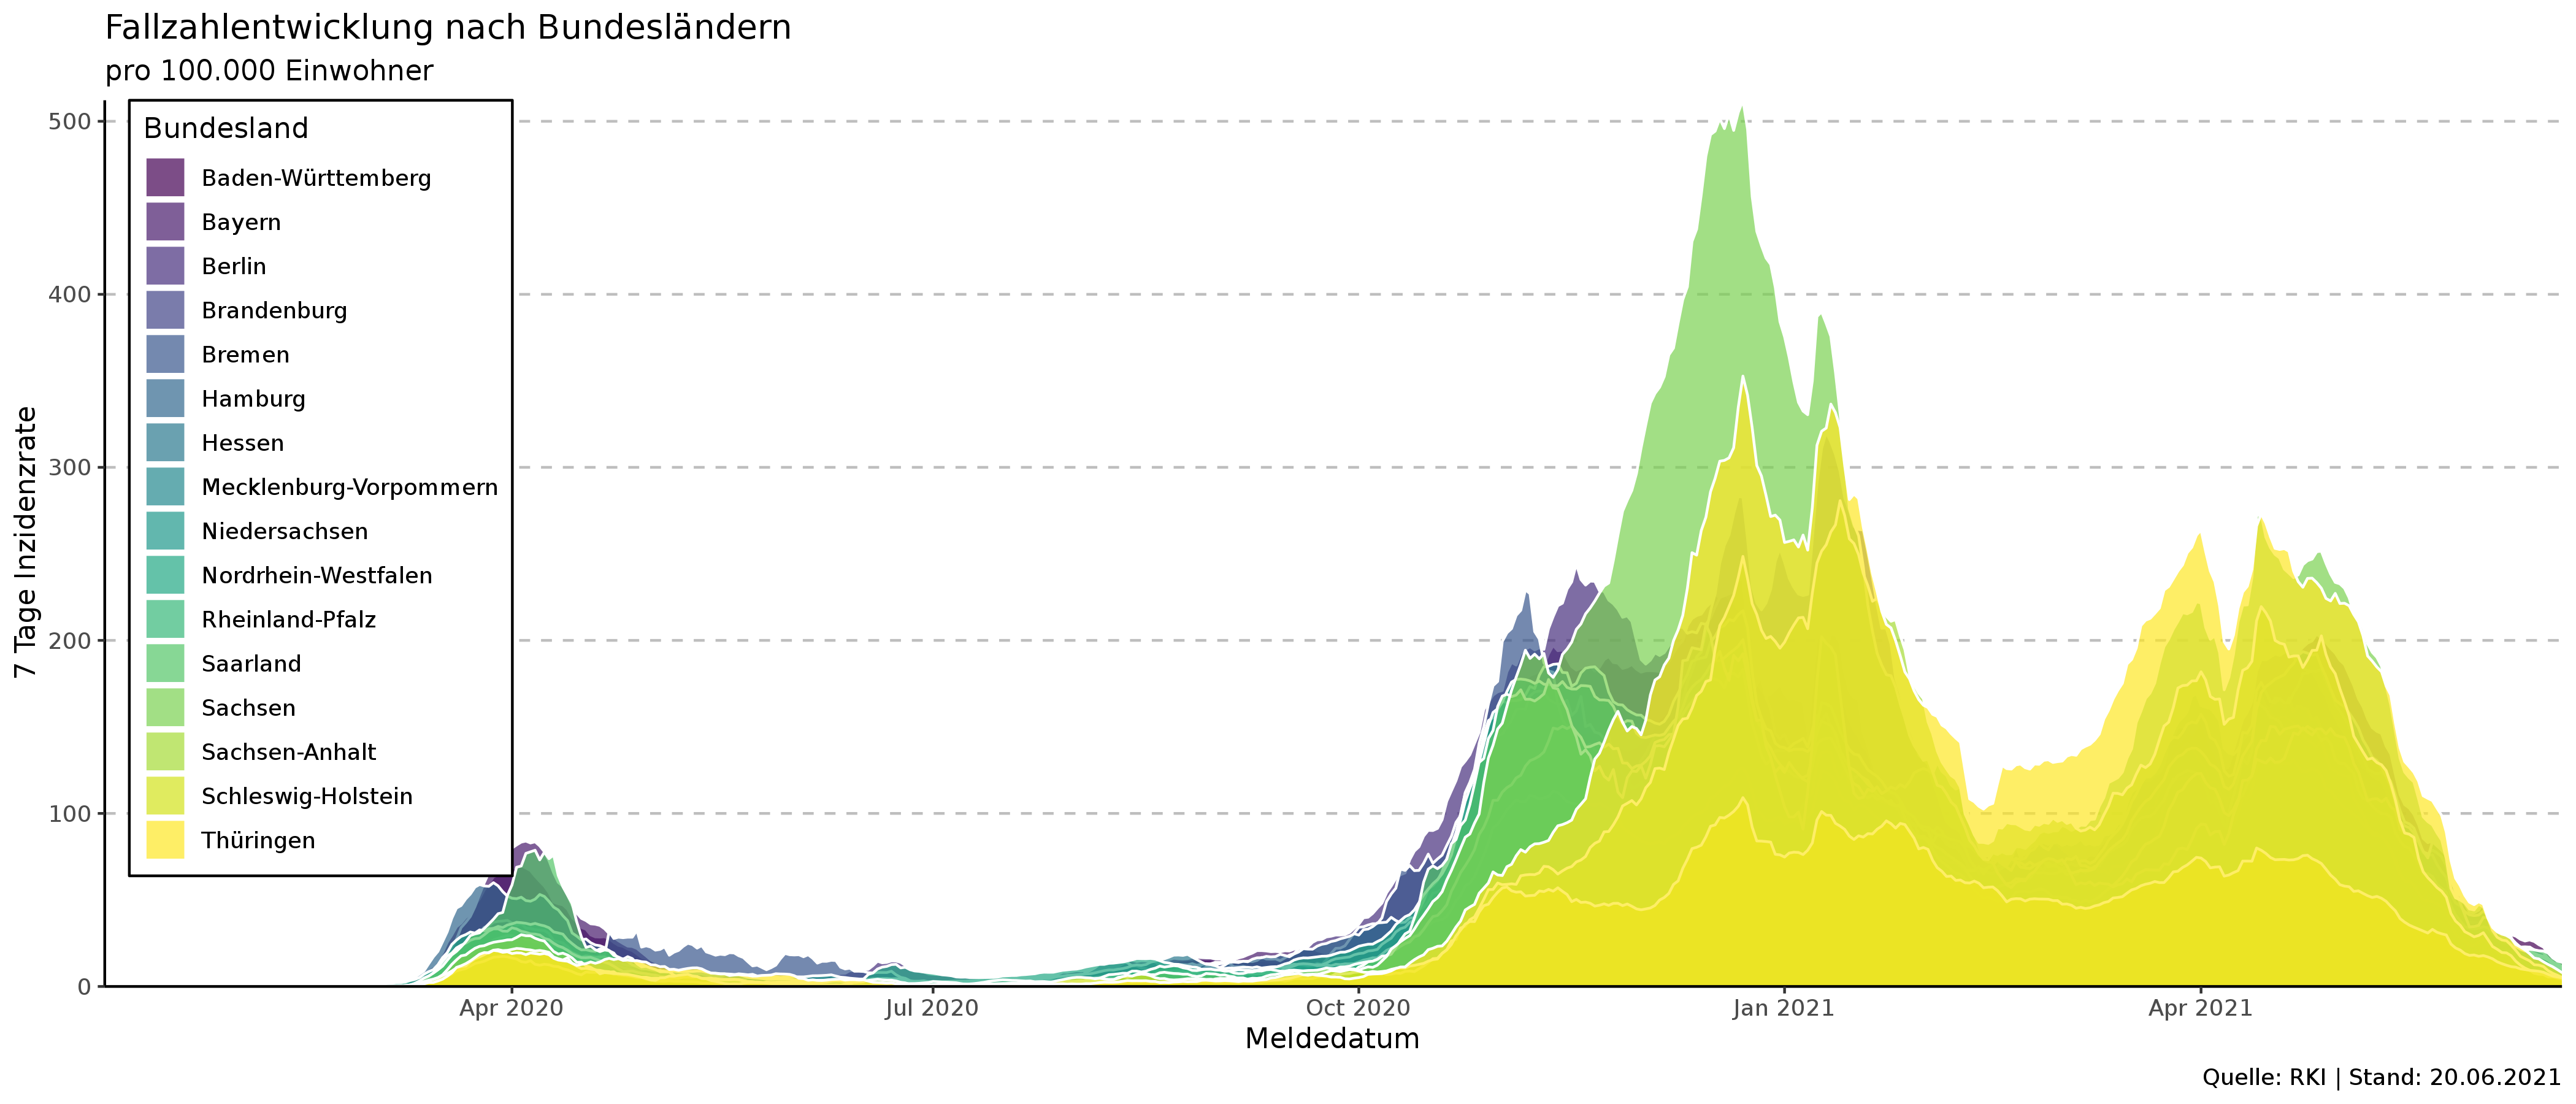 Fallzahlentwicklung nach Bundesländern
pro 100.000 Einwohner
Bundesland
Baden-Württemberg
Bayern
Berlin
Brandenburg
Bremen
Hamburg
Hessen
Mecklenburg-Vorpommern
Niedersachsen
Nordrhein-Westfalen
Rheinland-Pfalz
Saarland
Sachsen
Sachsen-Anhalt
Schleswig-Holstein
Thüringen
7 Tage Inzidenzrate
500
400
300
200
100
0
Apr 2020
Jul 2020
Oct 2020
Jan 2021
Apr 2021
Meldedatum
Quelle: RKI | Stand: 20.06.2021